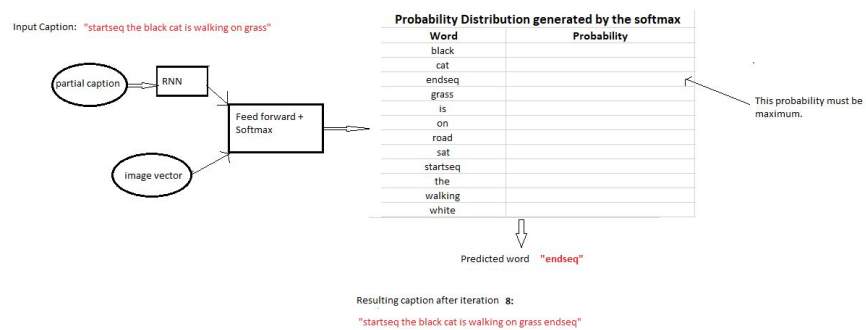 Input Caption: "startseq the black cat is walking on grass"
partial caption
RNN
Feed forward +
Softmax
image vector
Probability Distribution generated by the softmax
Word Probability
black
cat
endseq
grass
is
on
road
sat
startseq
the
walking
white
This probability must be
maximum.
Predicted word "endseq"
Resulting caption after iteration 8:
"startseq the black cat is walking on grass endseq"